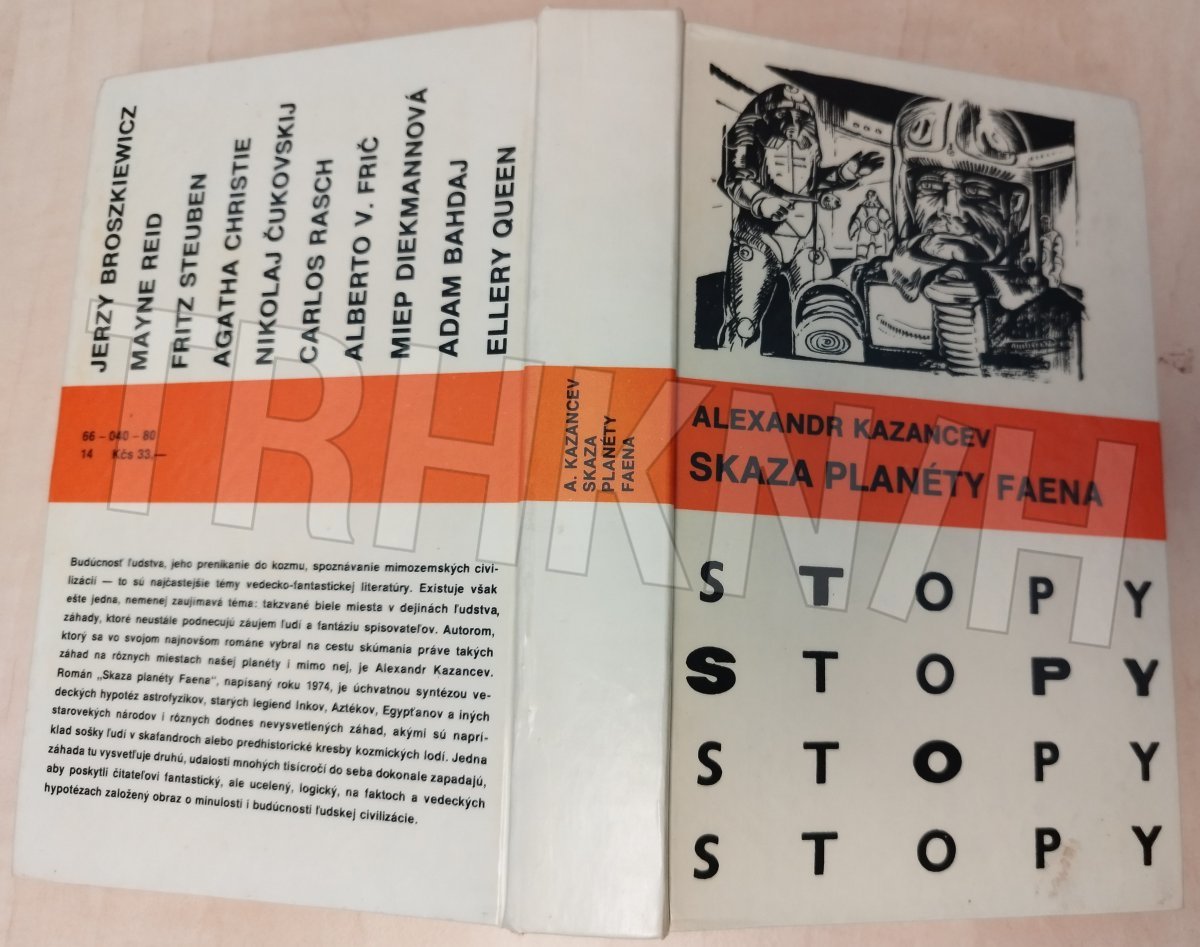 JERZY BROSZKIEWICZ
MAYNE REID
FRITZ STEUBEN
AGATHA CHRISTIE
NIKOLAJ ČUKOVSKIJ
CARLOS RASCH
ALBERTO V. FRIČ
MIEP DIEKMANNOVÁ
ADAM BAHDAJ
ELLERY QUEEN
66 – 040 – 80
14 Kčs 33,—
Budúcnosť ľudstva, jeho prenikanie do kozmu, spoznávanie mimozemských civi-
lizácií — to sú najčastejšie témy vedecko-fantastickej literatúry. Existuje však
ešte jedna, nemenej zaujímavá téma: takzvané biele miesta v dejinách ľudstva,
záhady, ktoré neustále podnecujú záujem ľudí a fantáziu spisovateľov. Autorom,
ktorý sa vo svojom najnovšom románe vybral na cestu skúmania práve takých
záhad na rôznych miestach našej planéty i mimo nej, je Alexandr Kazancev.
Román „Skaza planéty Faena", napísaný roku 1974, je úchvatnou syntézou ve-
deckých hypotéz astrofyzikov, starých legiend Inkov, Aztékov, Egypťanov a iných
starovekých národov i rôznych dodnes nevysvetlených záhad, akými sú naprí-
klad sošky ľudí v skafandroch alebo predhistorické kresby kozmických lodí. Jedna
záhada tu vysvetľuje druhú, udalosti mnohých tisícročí do seba dokonale zapadajú,
aby poskytli čitateľovi fantastický, ale ucelený, logický, na faktoch a vedeckých
hypotézach založený obraz o minulosti i budúcnosti ľudskej civilizácie.
A. KAZANCEV
SKAZA
PLANÉTY
FAENA
ALEXANDR KAZANCEV
SKAZA PLANÉTY FAENA
S T O P Y
S T O P Y
S T O P Y
S T O P Y
TRHKNIH